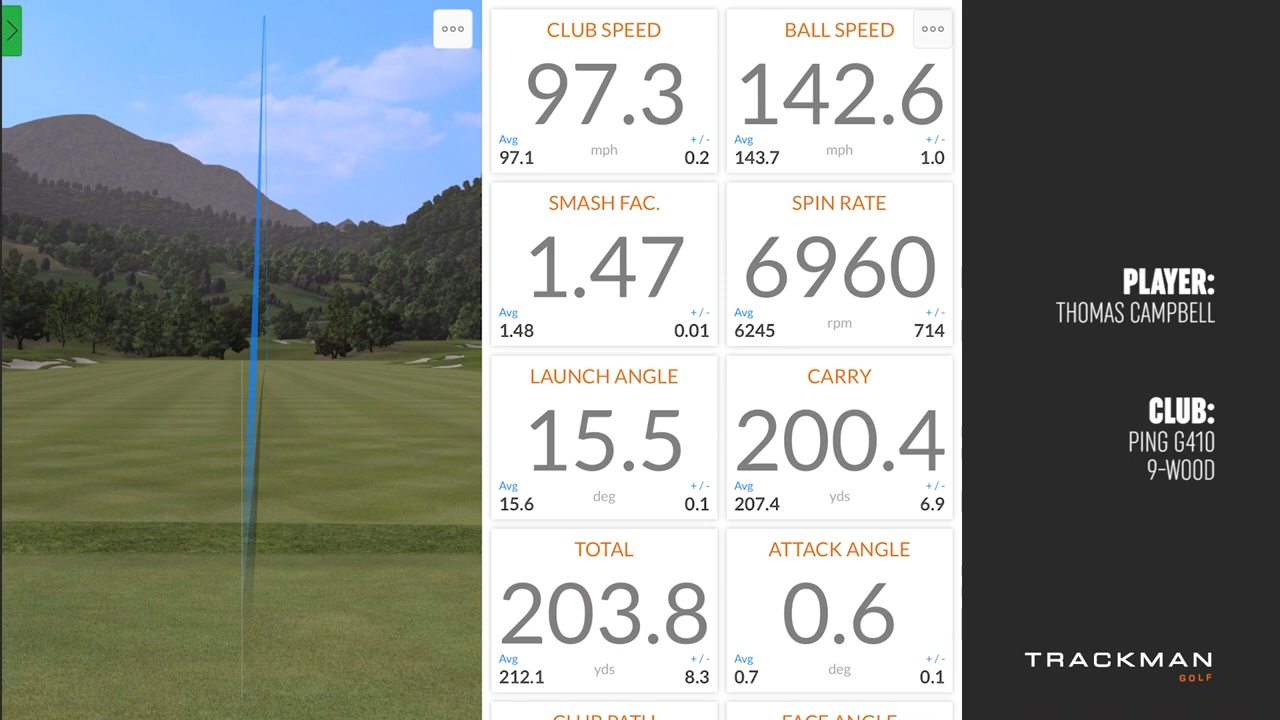 CLUB SPEED
97.3
Avg
+ / -
97.1
mph
0.2
BALL SPEED
142.6
Avg
+ / -
143.7
mph
1.0
SMASH FAC.
1.47
Avg
+ / -
1.48
0.01
SPIN RATE
6960
Avg
+ / -
6245
rpm
714
LAUNCH ANGLE
15.5
Avg
+ / -
15.6
deg
0.1
CARRY
200.4
Avg
+ / -
207.4
yds
6.9
TOTAL
203.8
Avg
+ / -
212.1
yds
8.3
ATTACK ANGLE
0.6
Avg
+ / -
0.7
deg
0.1
CLUB PATH
FACE ANGLE
PLAYER:
THOMAS CAMPBELL
CLUB:
PING G410
9-WOOD
TRACKMAN
GOLF